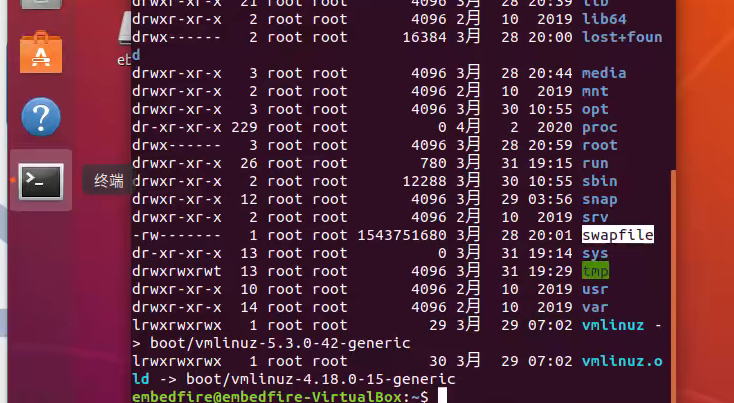 drwxr-xr-x  21 root root       4096 3月  28 20:39 lib
drwxr-xr-x   2 root root       4096 2月  10  2019 lib64
drwx------   2 root root      16384 3月  28 20:00 lost+foun
d
eb
drwxr-xr-x   3 root root       4096 3月  28 20:44 media
drwxr-xr-x   2 root root       4096 2月  10  2019 mnt
drwxr-xr-x   3 root root       4096 3月  30 10:55 opt
dr-xr-xr-x 229 root root          0 4月   2  2020 proc
drwx------   3 root root       4096 3月  28 20:59 root
drwxr-xr-x  26 root root        780 3月  31 19:15 run
drwxr-xr-x   2 root root      12288 3月  30 10:55 sbin
终端
drwxr-xr-x  12 root root       4096 3月  29 03:56 snap
drwxr-xr-x   2 root root       4096 2月  10  2019 srv
-rw-------   1 root root 1543751680 3月  28 20:01 swapfile
dr-xr-xr-x  13 root root          0 3月  31 19:14 sys
drwxrwxrwt  13 root root       4096 3月  31 19:29 tmp
drwxr-xr-x  10 root root       4096 2月  10  2019 usr
drwxr-xr-x  14 root root       4096 2月  10  2019 var
lrwxrwxrwx   1 root root         29 3月  29 07:02 vmlinuz -
> boot/vmlinuz-5.3.0-42-generic
lrwxrwxrwx   1 root root         30 3月  29 07:02 vmlinuz.o
ld -> boot/vmlinuz-4.18.0-15-generic
embedfire@embedfire-VirtualBox:~$